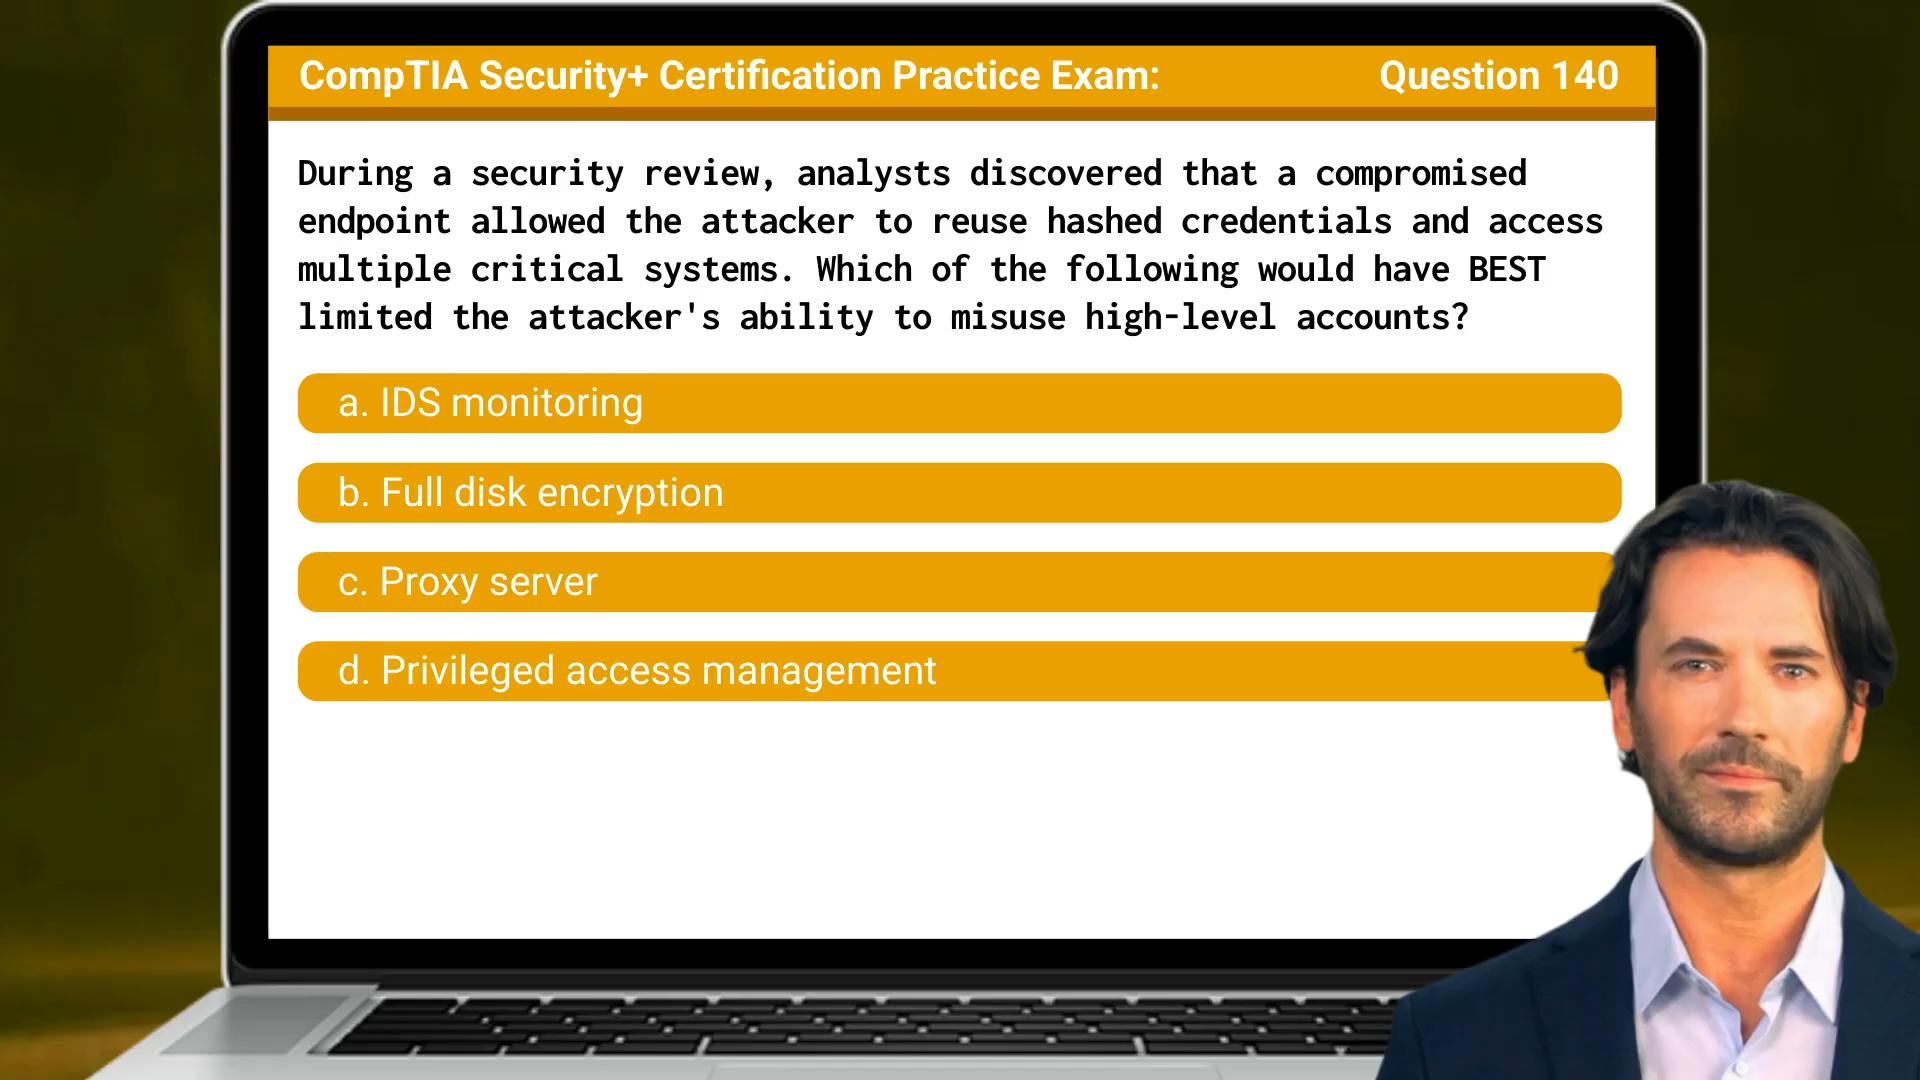 CompTIA Security+ Certification Practice Exam:
Question 140
During a security review, analysts discovered that a compromised
endpoint allowed the attacker to reuse hashed credentials and access
multiple critical systems. Which of the following would have BEST
limited the attacker's ability to misuse high-level accounts?
a. IDS monitoring
b. Full disk encryption
c. Proxy server
d. Privileged access management